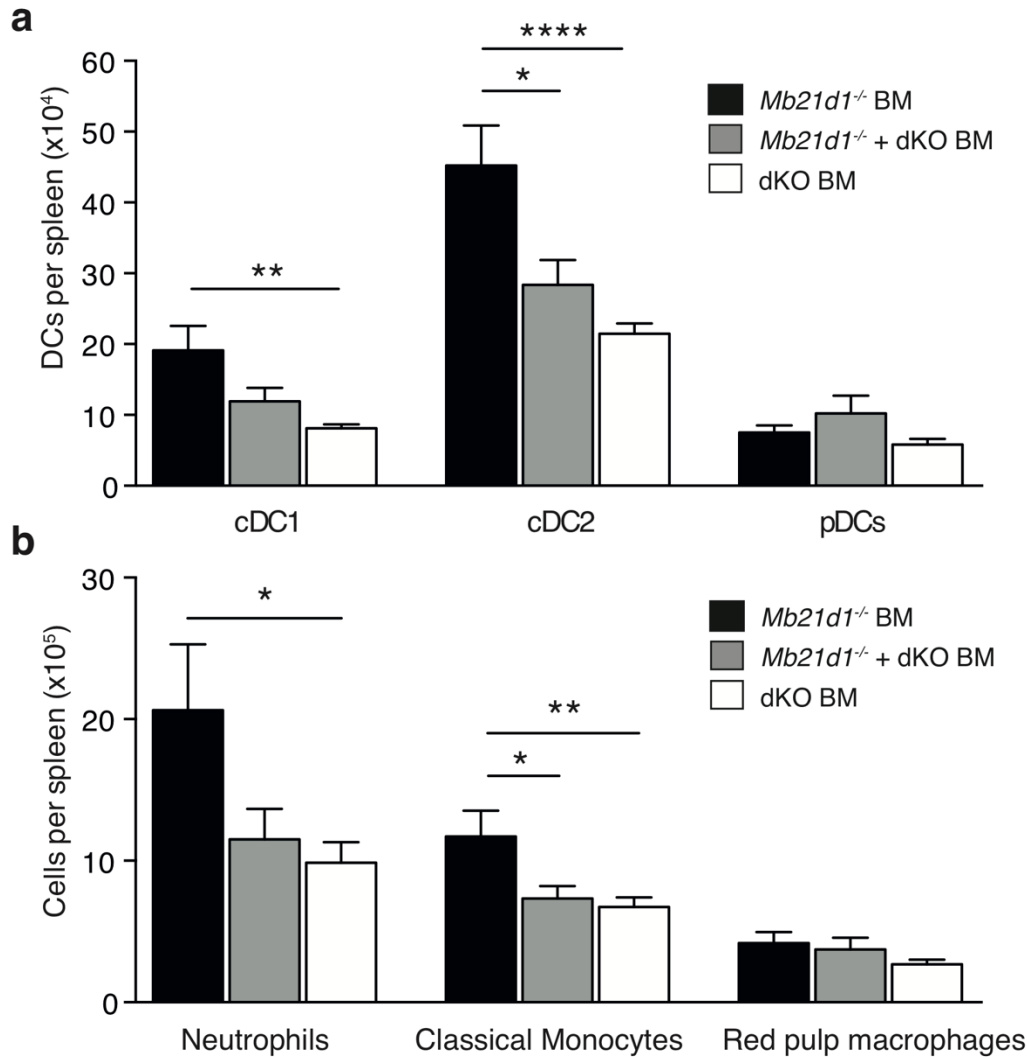 a
DCs per spleen (x10⁴)
60
50
40
30
20
10
0
****
*
**
Mb21d1⁻/⁻ BM
Mb21d1⁻/⁻ + dKO BM
dKO BM
cDC1 cDC2 pDCs
b
Cells per spleen (x10⁵)
30
20
10
0
*
**
*
Mb21d1⁻/⁻ BM
Mb21d1⁻/⁻ + dKO BM
dKO BM
Neutrophils Classical Monocytes Red pulp macrophages